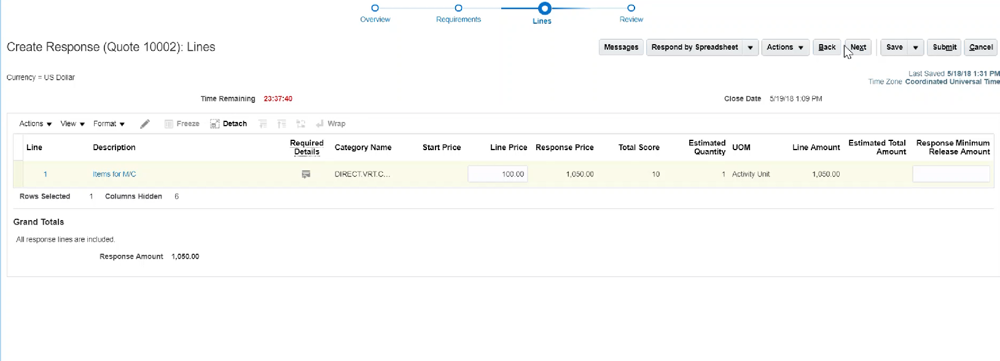 Overview Requirements Lines Review
Create Response (Quote 10002): Lines
Messages Respond by Spreadsheet Actions Back Next Save Submit Cancel
Currency = US Dollar
Last Saved 5/18/18 1:31 PM
Time Zone Coordinated Universal Time
Time Remaining 23:37:40 Close Date 5/19/18 1:09 PM
Actions View Format Freeze Detach Wrap
Line Description Required Details Category Name Start Price Line Price Response Price Total Score Estimated Quantity UOM Line Amount Estimated Total Amount Response Minimum Release Amount
1 Items for M/C DIRECT.VRT.C... 100.00 1,050.00 10 1 Activity Unit 1,050.00
Rows Selected 1 Columns Hidden 6
Grand Totals
All response lines are included.
Response Amount 1,050.00